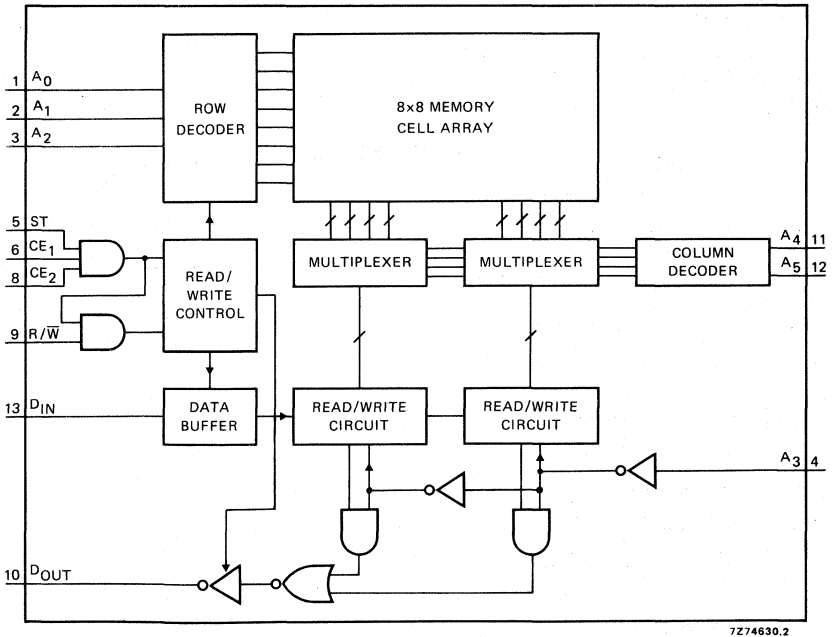 1 A0
2 A1
3 A2
ROW
DECODER
8x8 MEMORY
CELL ARRAY
5 ST
6 CE1
8 CE2
9 R/W̅
READ/
WRITE
CONTROL
MULTIPLEXER
MULTIPLEXER
COLUMN
DECODER
A4 11
A5 12
13 DIN
DATA
BUFFER
READ/WRITE
CIRCUIT
READ/WRITE
CIRCUIT
A3 4
10 DOUT
7Z74630.2